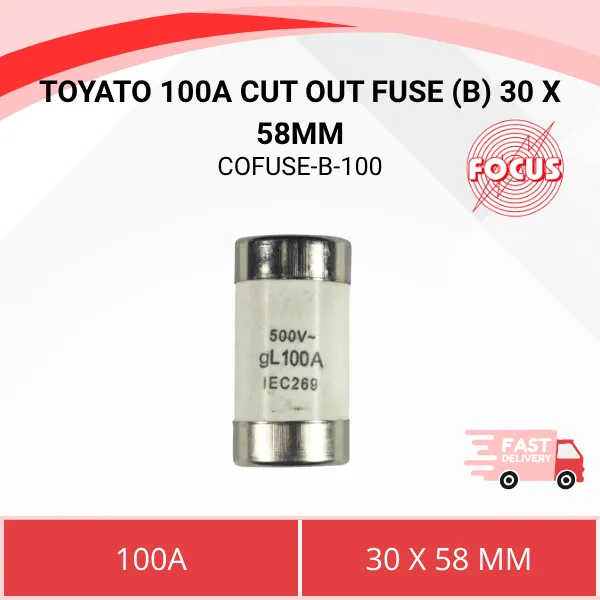 TOYATO 100A CUT OUT FUSE (B) 30 X
58MM
COFUSE-B-100
FOCUS
500V~
gL100A
IEC269
FAST
DELIVERY
100A
30 X 58 MM